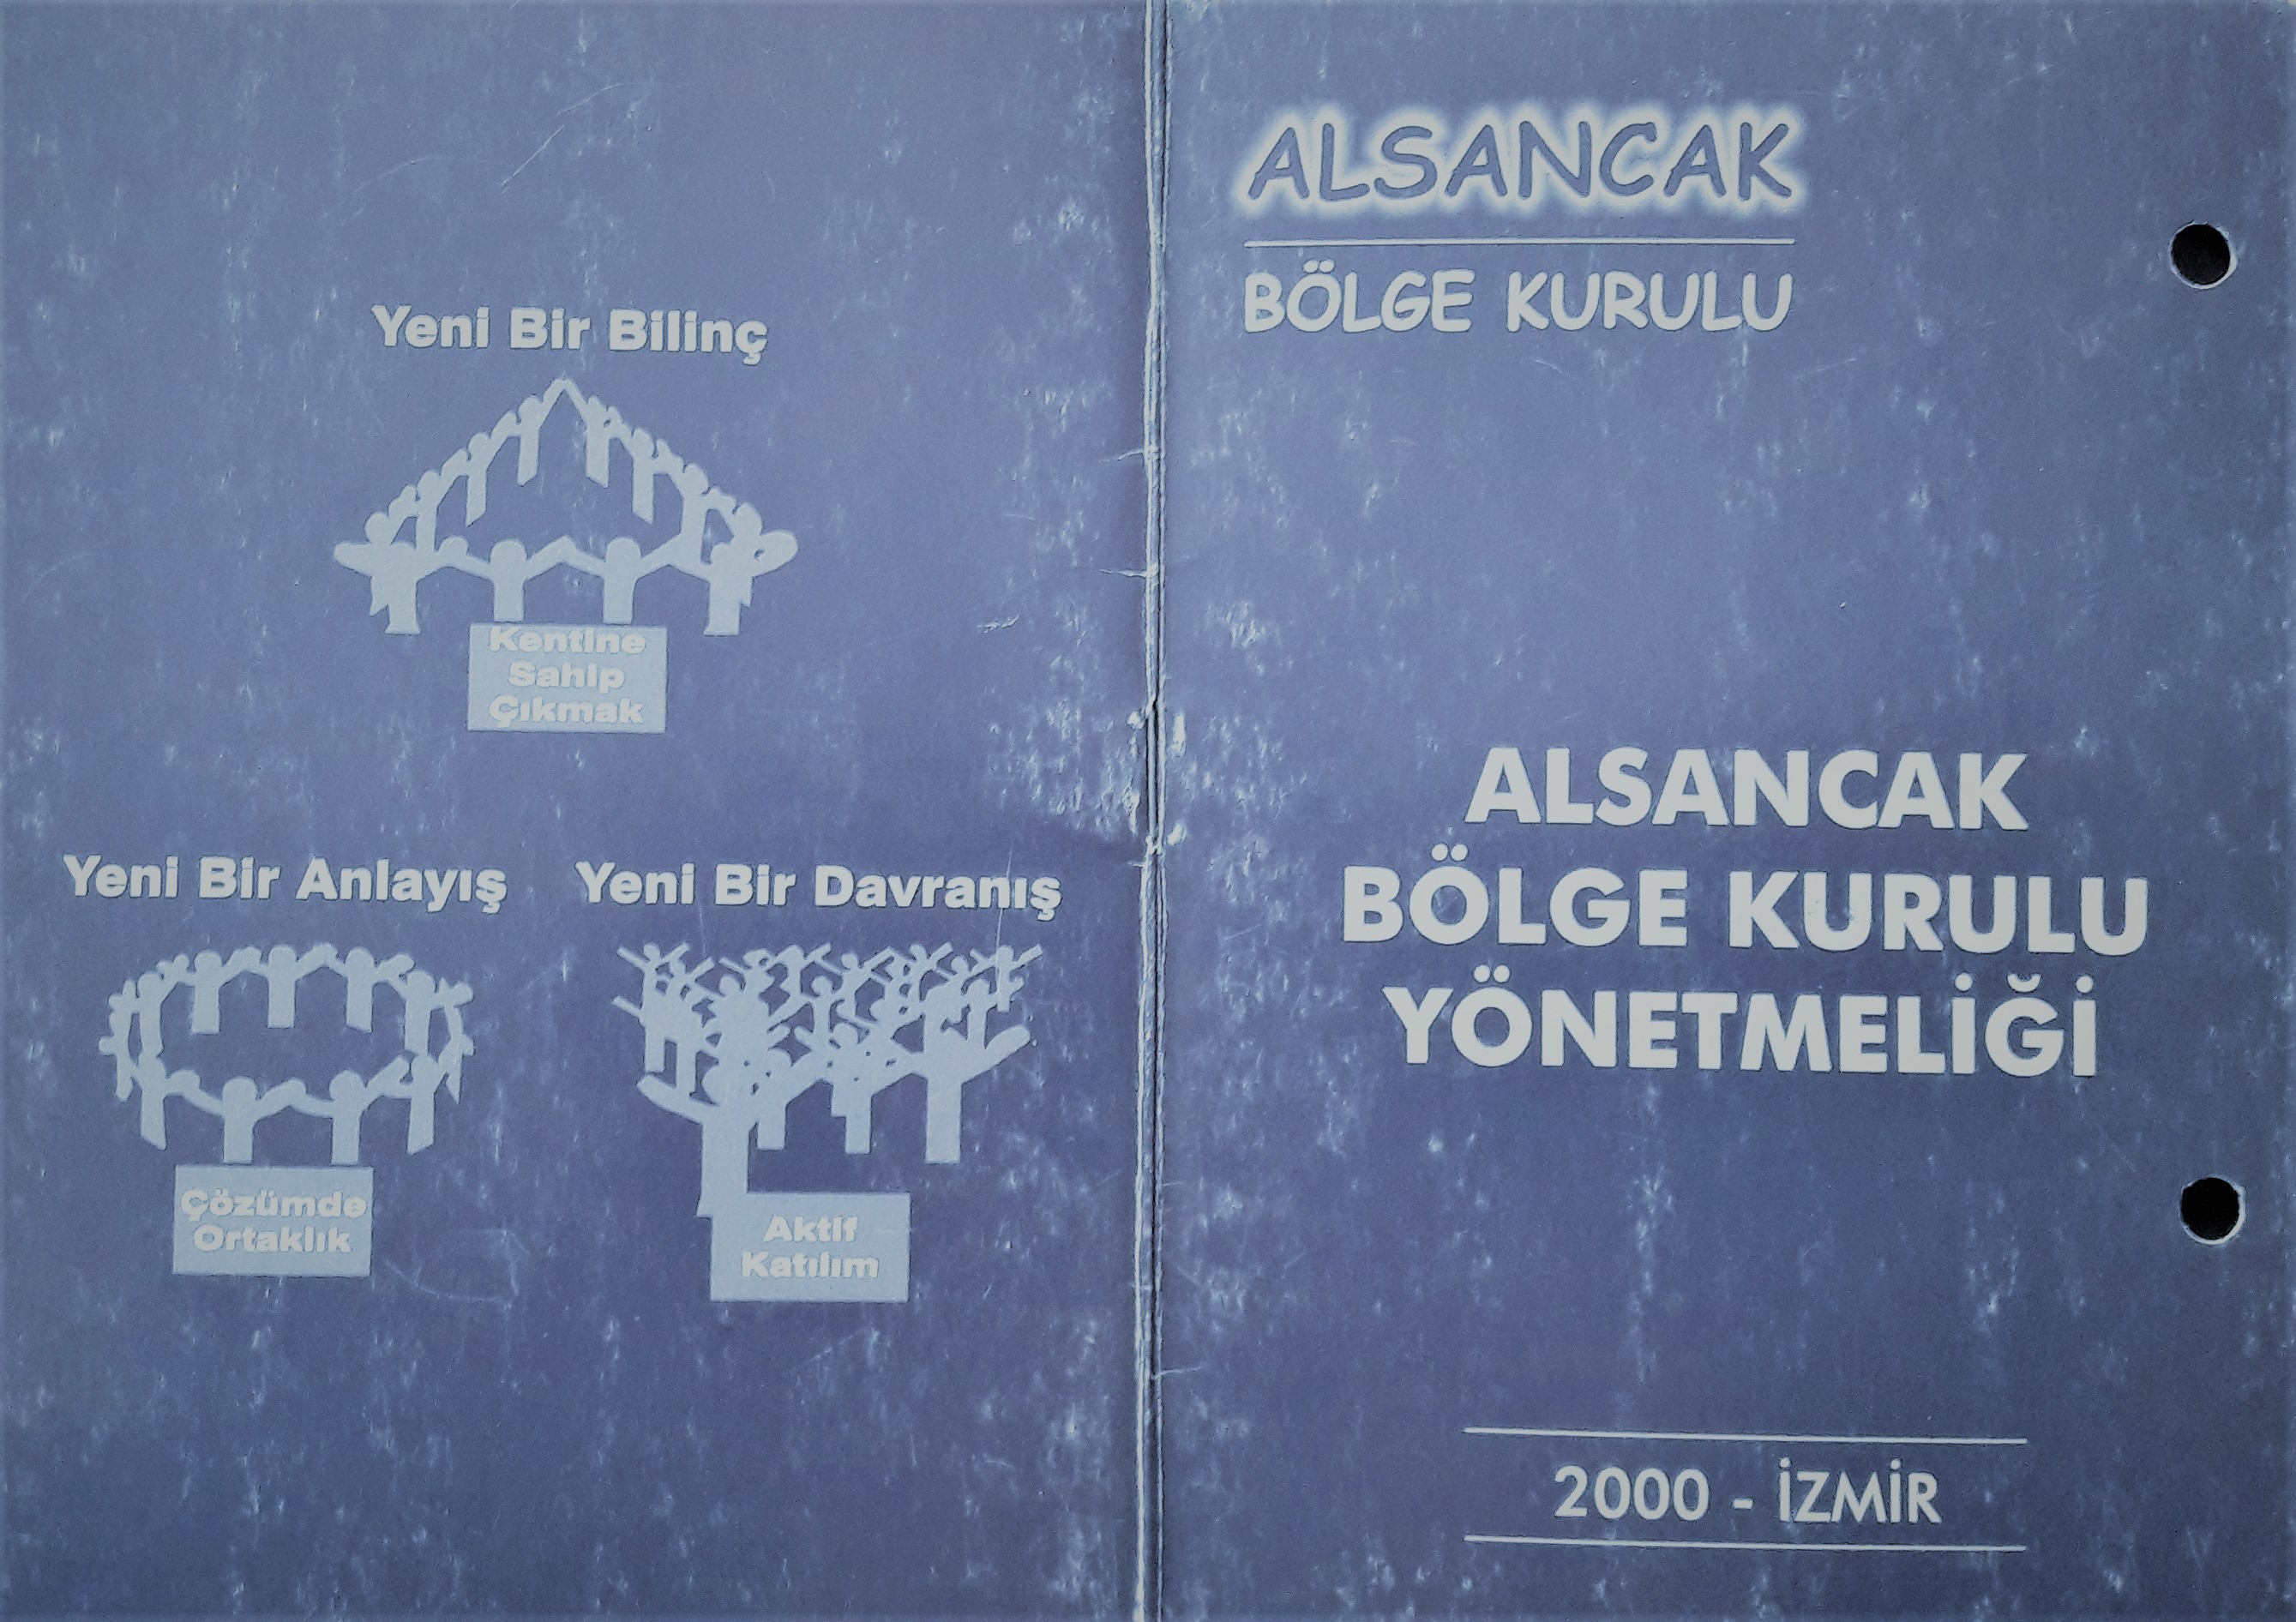 Yeni Bir Bilinç
Kentine
Sahip
Çıkmak
Yeni Bir Anlayış
Çözümde
Ortaklık
Yeni Bir Davranış
Aktif
Katılım
ALSANCAK
BÖLGE KURULU
ALSANCAK
BÖLGE KURULU
YÖNETMELİĞİ
2000 - İZMİR